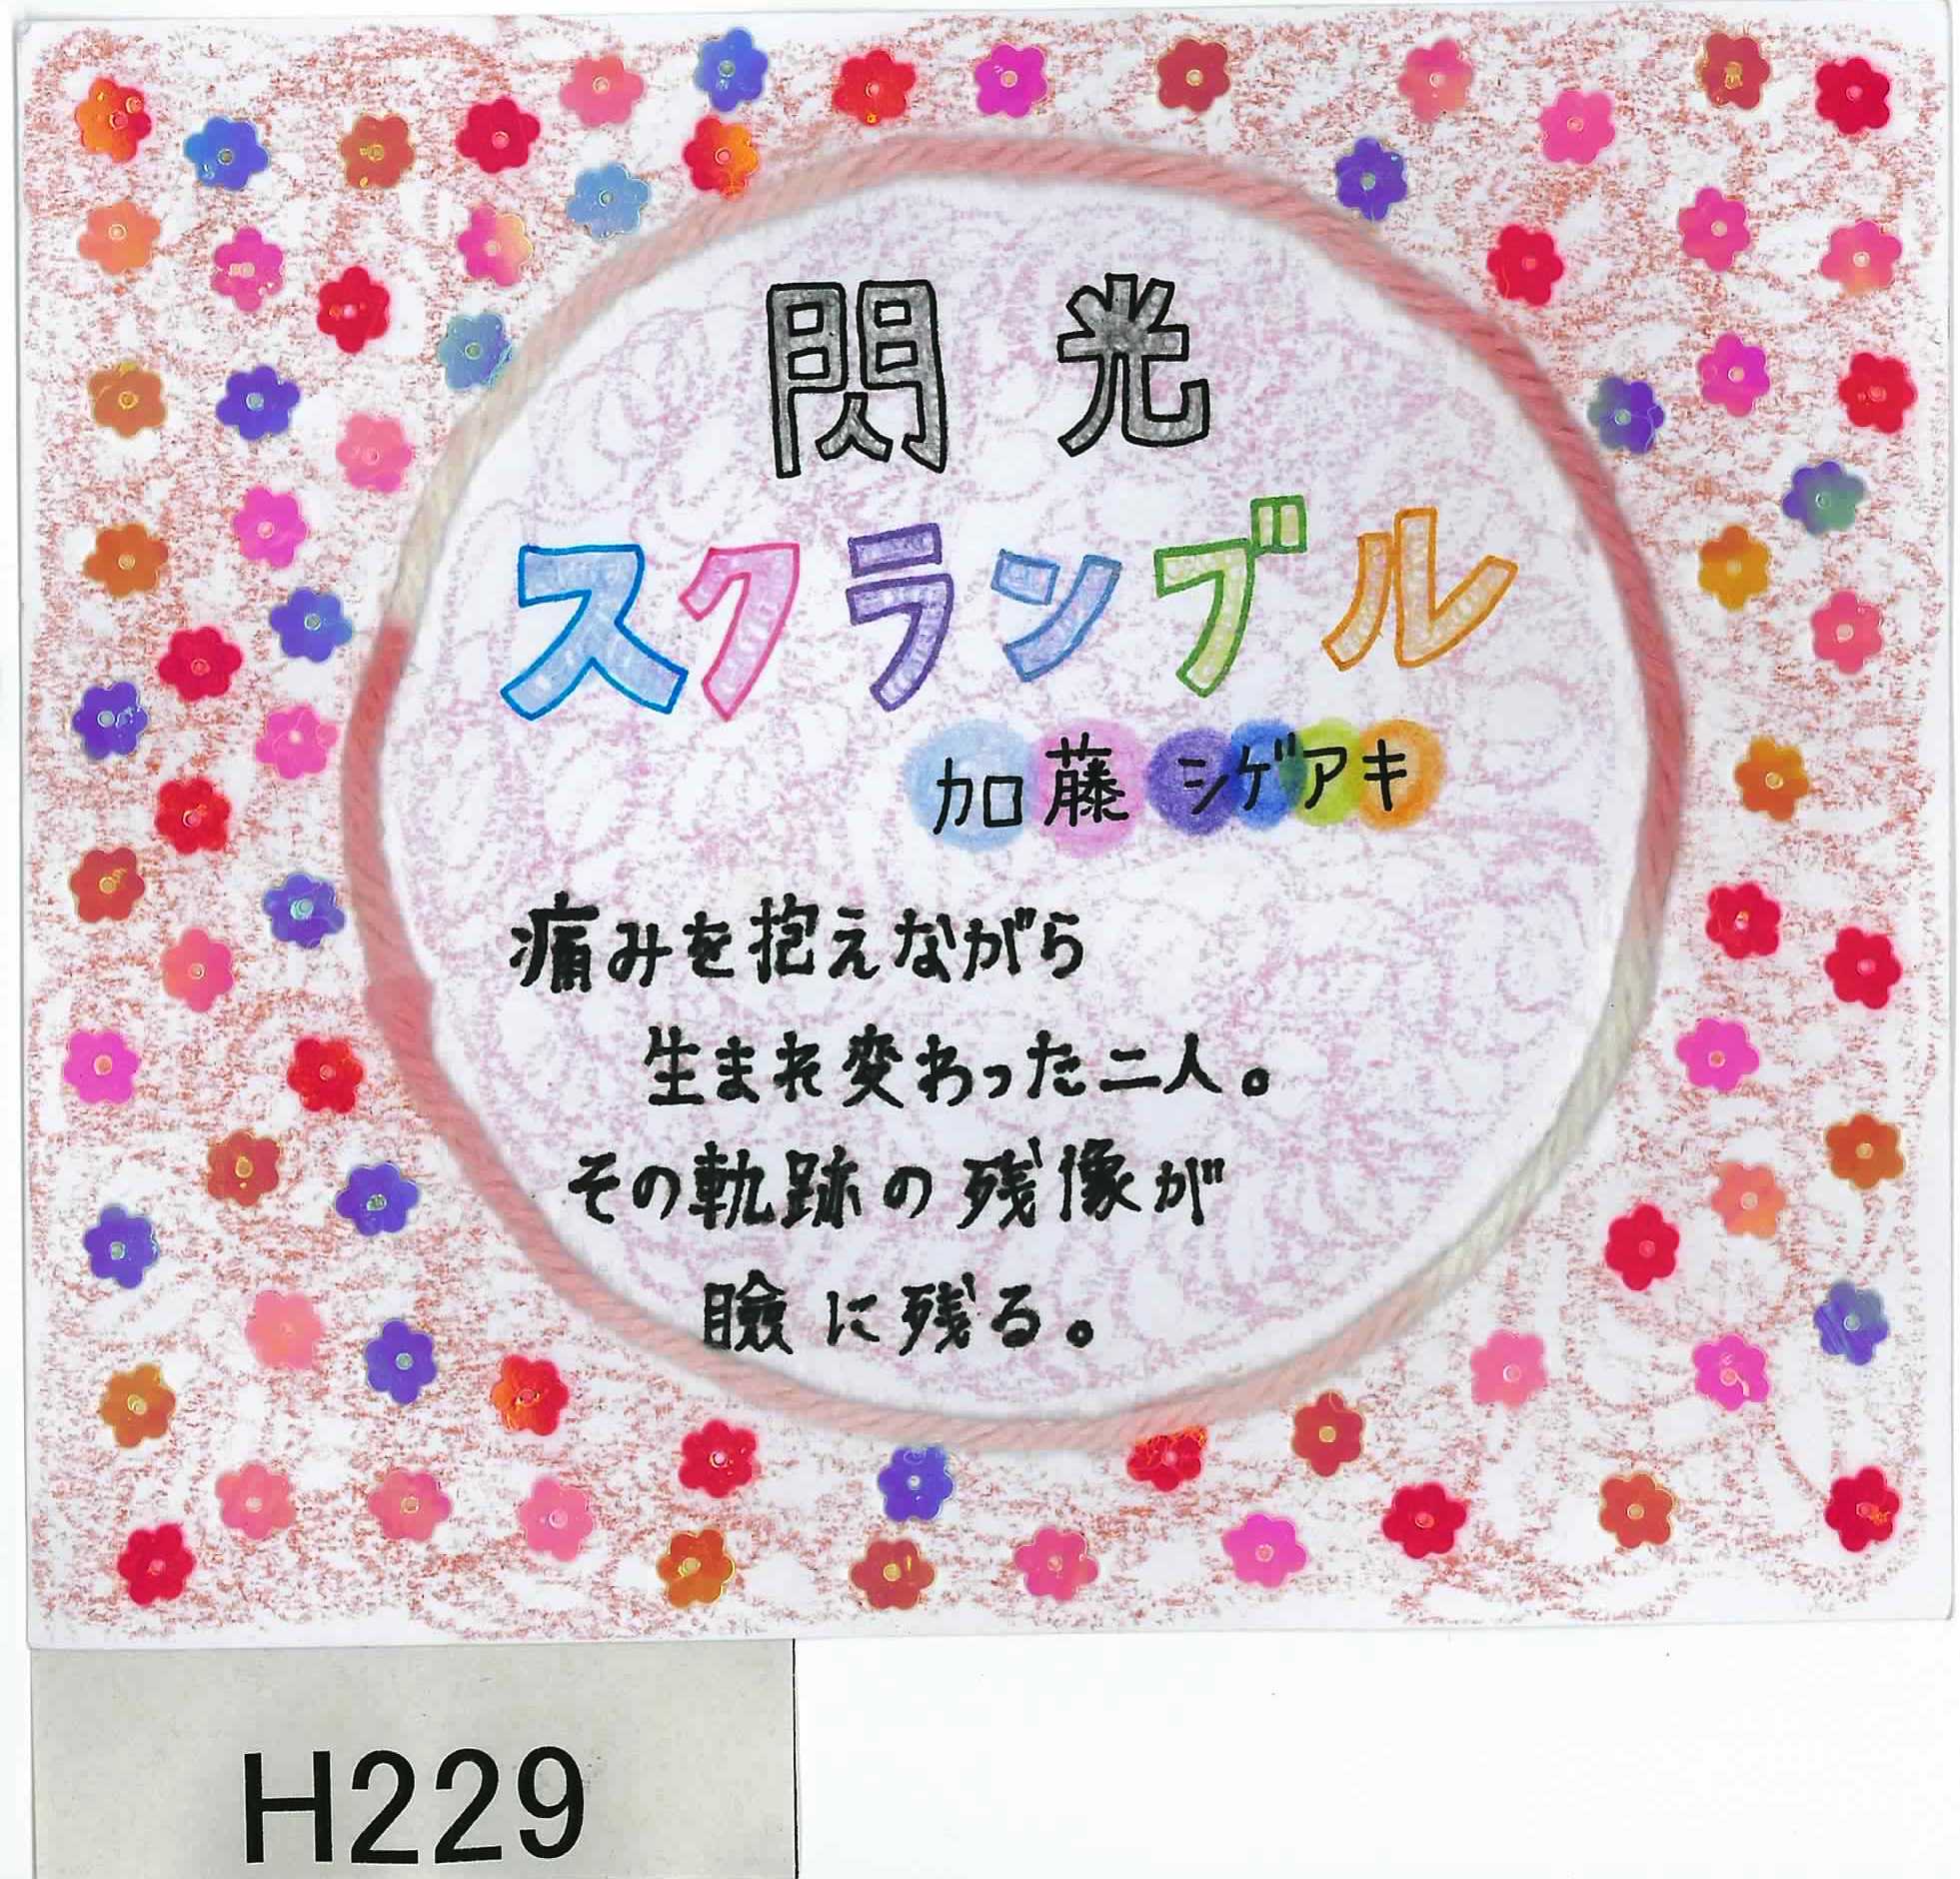 閃光
スクランブル
加藤シゲアキ
痛みを抱えながら
生まれ変わった二人。
その軌跡の残像が
瞼に残る。
H229